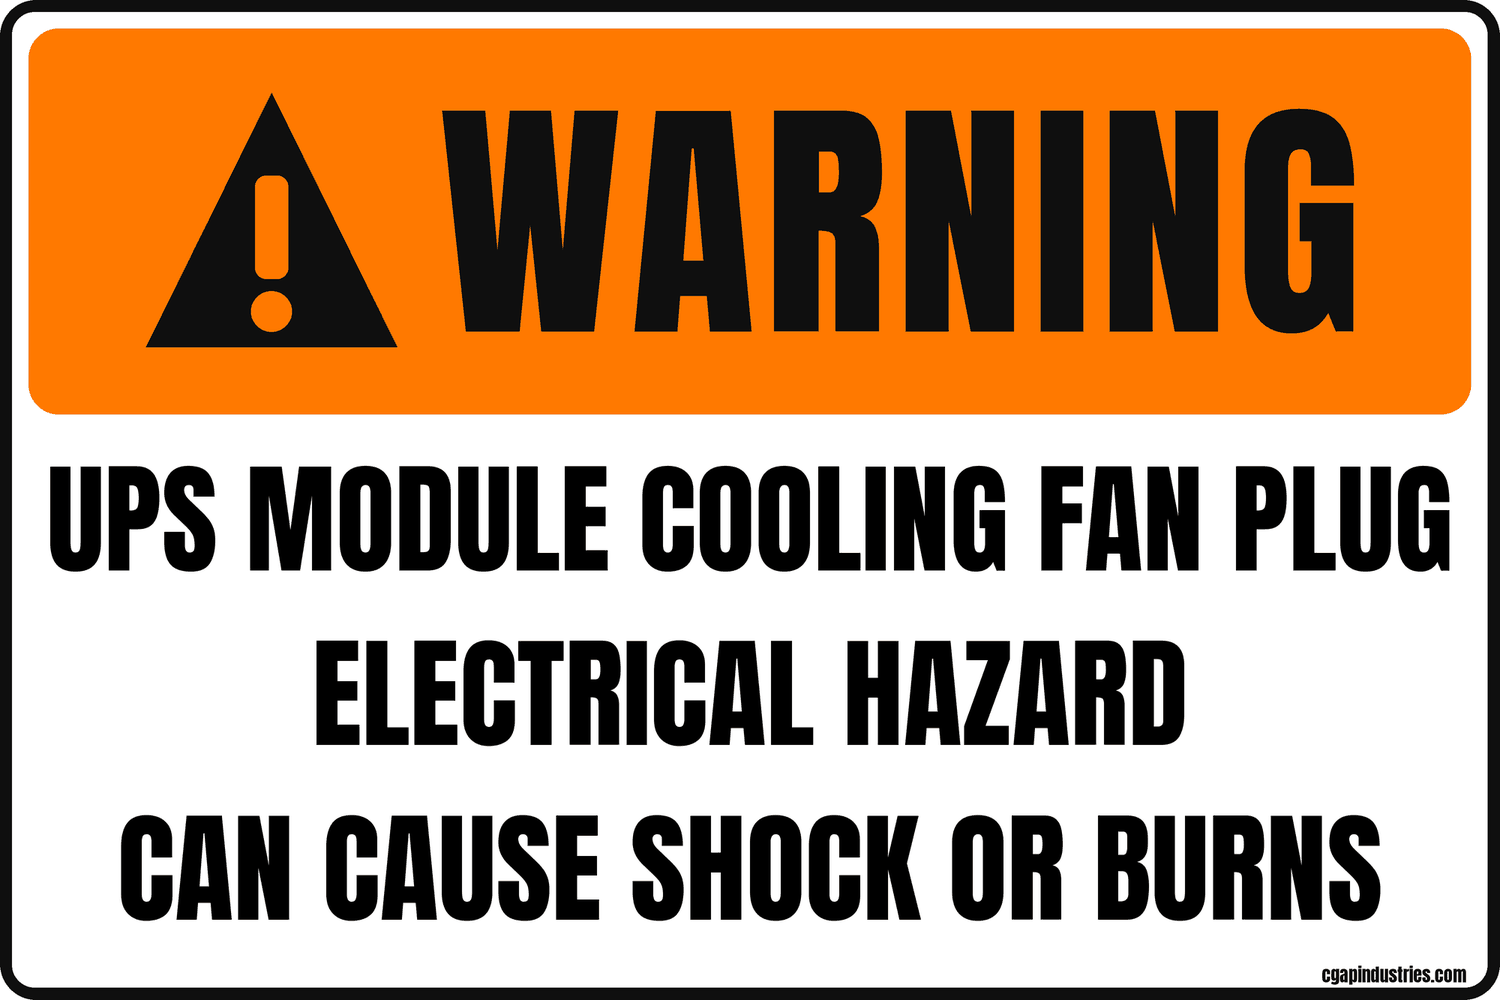 WARNING
UPS MODULE COOLING FAN PLUG
ELECTRICAL HAZARD
CAN CAUSE SHOCK OR BURNS
cgapindustries.com